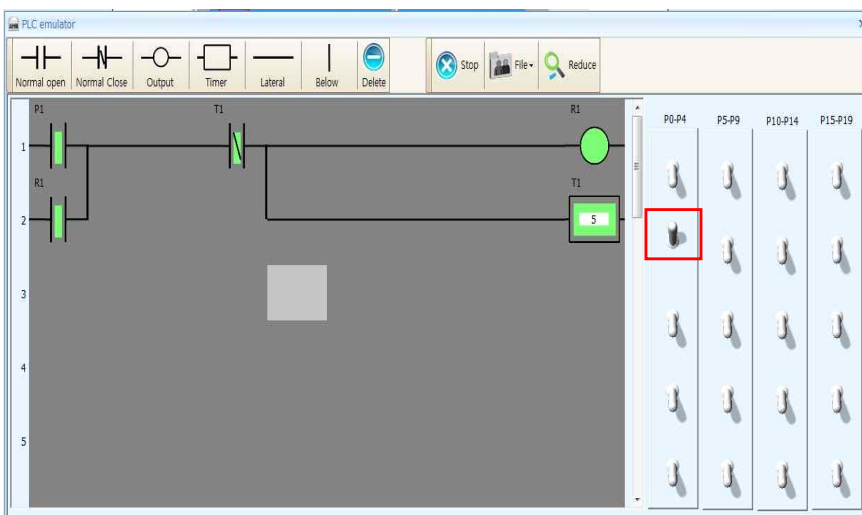 PLC emulator
x
Normal open Normal Close Output Timer Lateral Below Delete Stop File Reduce
P1 T1 R1
1
R1 T1
2 5
3
4
5
P0-P4 P5-P9 P10-P14 P15-P19